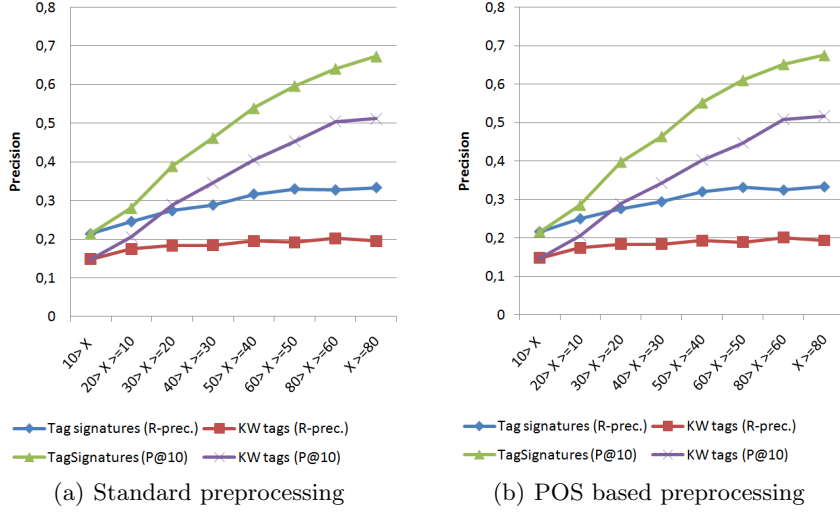 0,8
0,7
0,6
0,5
0,4
0,3
0,2
0,1
0
Precision
10> X
20> X >=10
30> X >=20
40> X >=30
50> X >=40
60> X >=50
80> X >=60
X >=80
Tag signatures (R-prec.)
KW tags (R-prec.)
TagSignatures (P@10)
KW tags (P@10)
(a) Standard preprocessing
0,8
0,7
0,6
0,5
0,4
0,3
0,2
0,1
0
Precision
10> X
20> X >=10
30> X >=20
40> X >=30
50> X >=40
60> X >=50
80> X >=60
X >=80
Tag signatures (R-prec.)
KW tags (R-prec.)
TagSignatures (P@10)
KW tags (P@10)
(b) POS based preprocessing